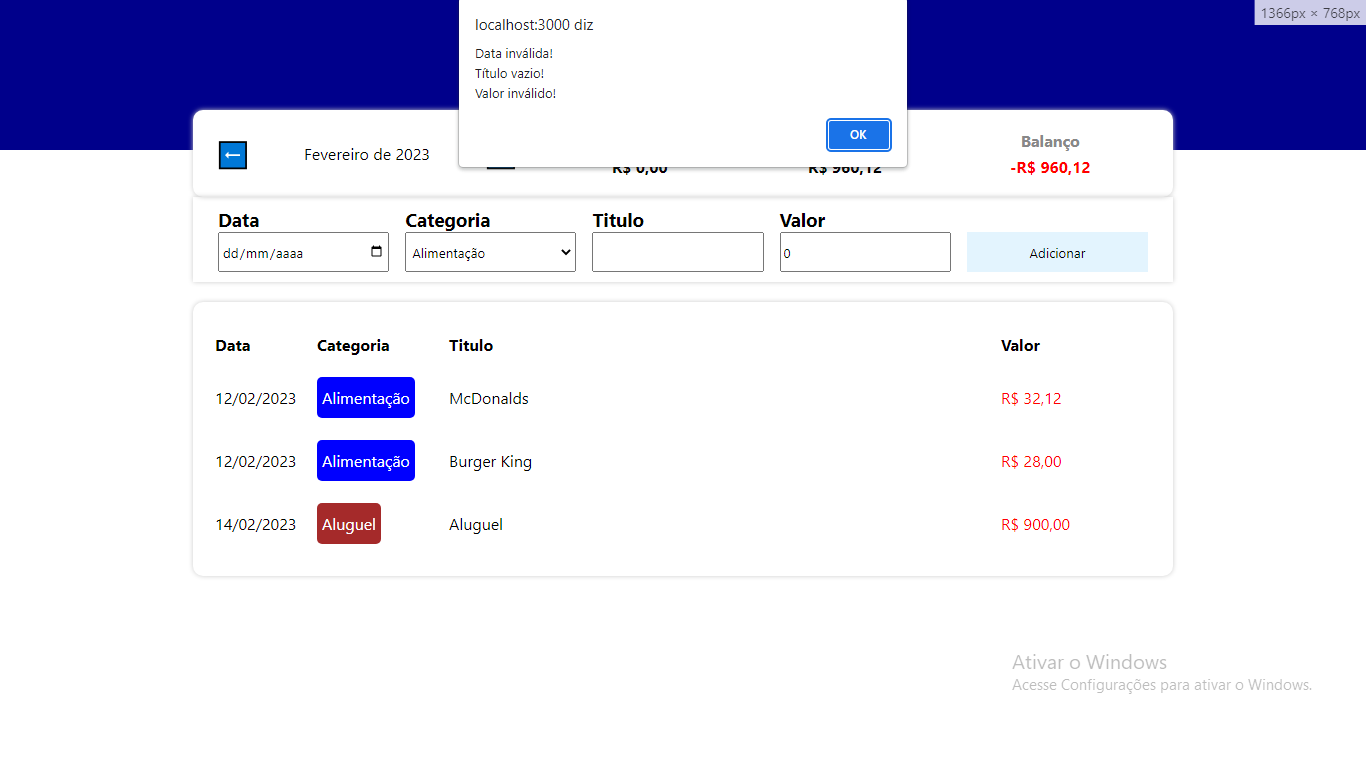 1366px × 768px
localhost:3000 diz
Data inválida!
Título vazio!
Valor inválido!
OK
← Fevereiro de 2023
R$ 0,00 R$ 960,12
Balanço
-R$ 960,12
Data Categoria Titulo Valor
dd/mm/aaaa Alimentação 0 Adicionar
Data Categoria Titulo Valor
12/02/2023 Alimentação McDonalds R$ 32,12
12/02/2023 Alimentação Burger King R$ 28,00
14/02/2023 Aluguel Aluguel R$ 900,00
Ativar o Windows
Acesse Configurações para ativar o Windows.